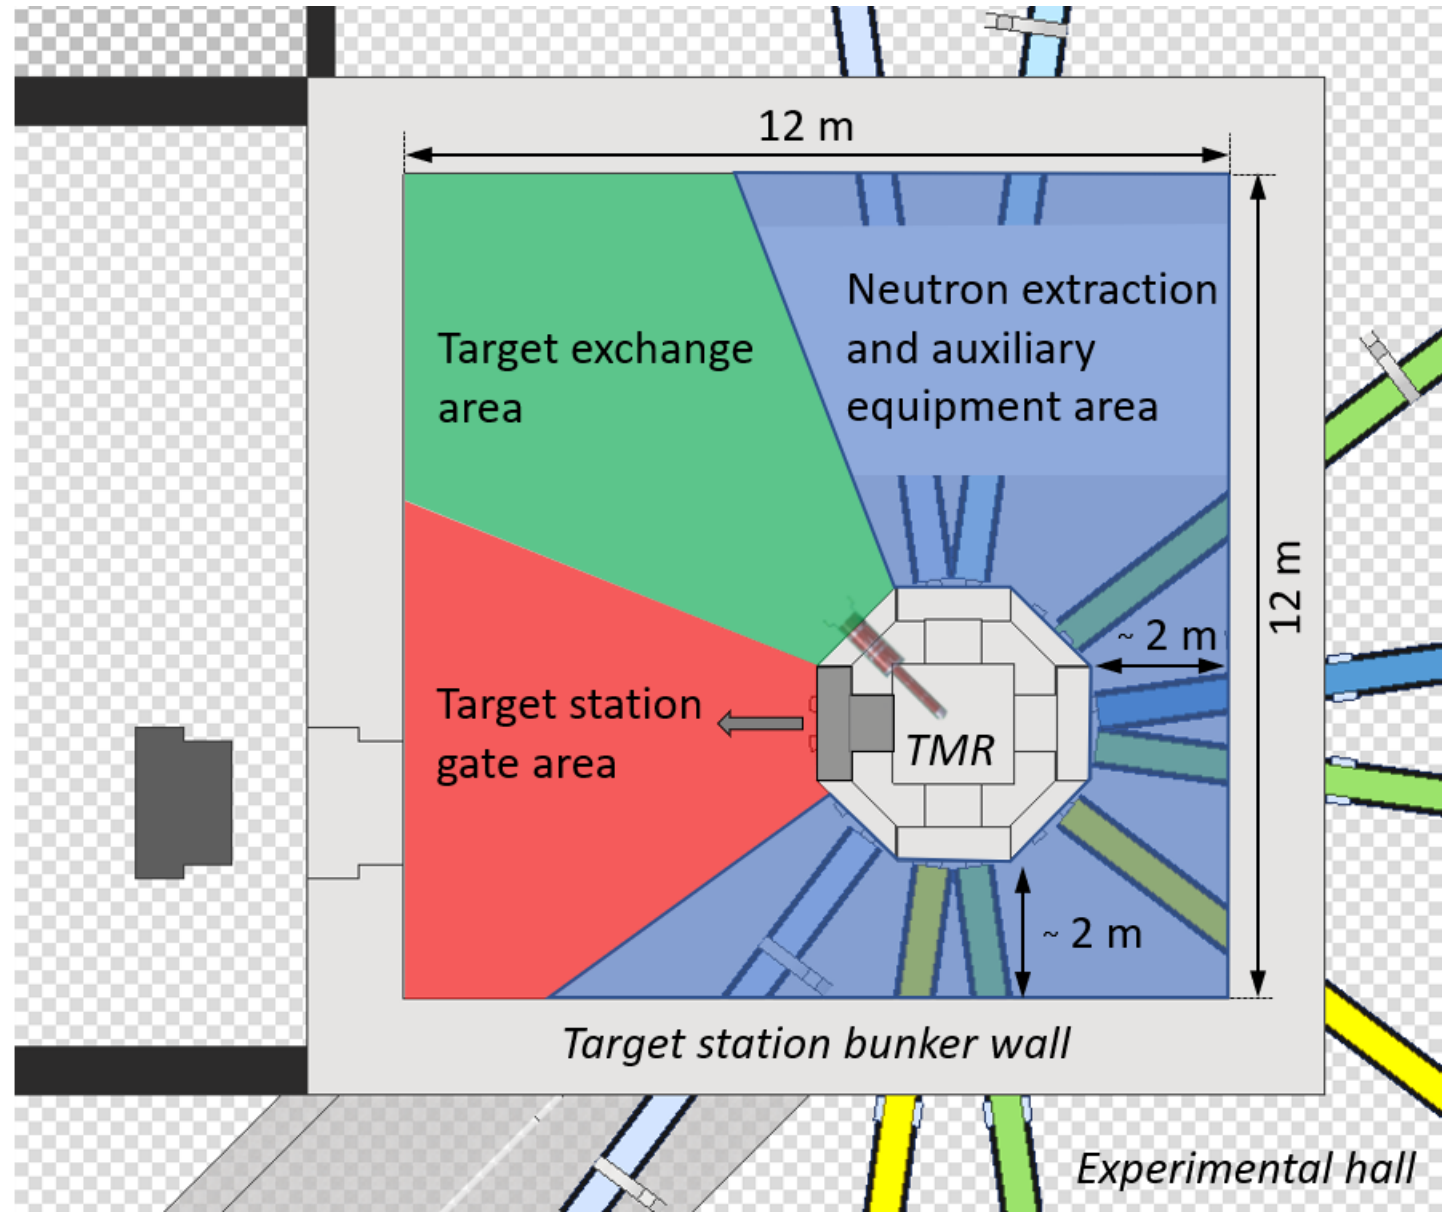 12 m
Neutron extraction
and auxiliary
equipment area
Target exchange
area
12 m
~ 2 m
Target station
gate area
TMR
~ 2 m
Target station bunker wall
Experimental hall